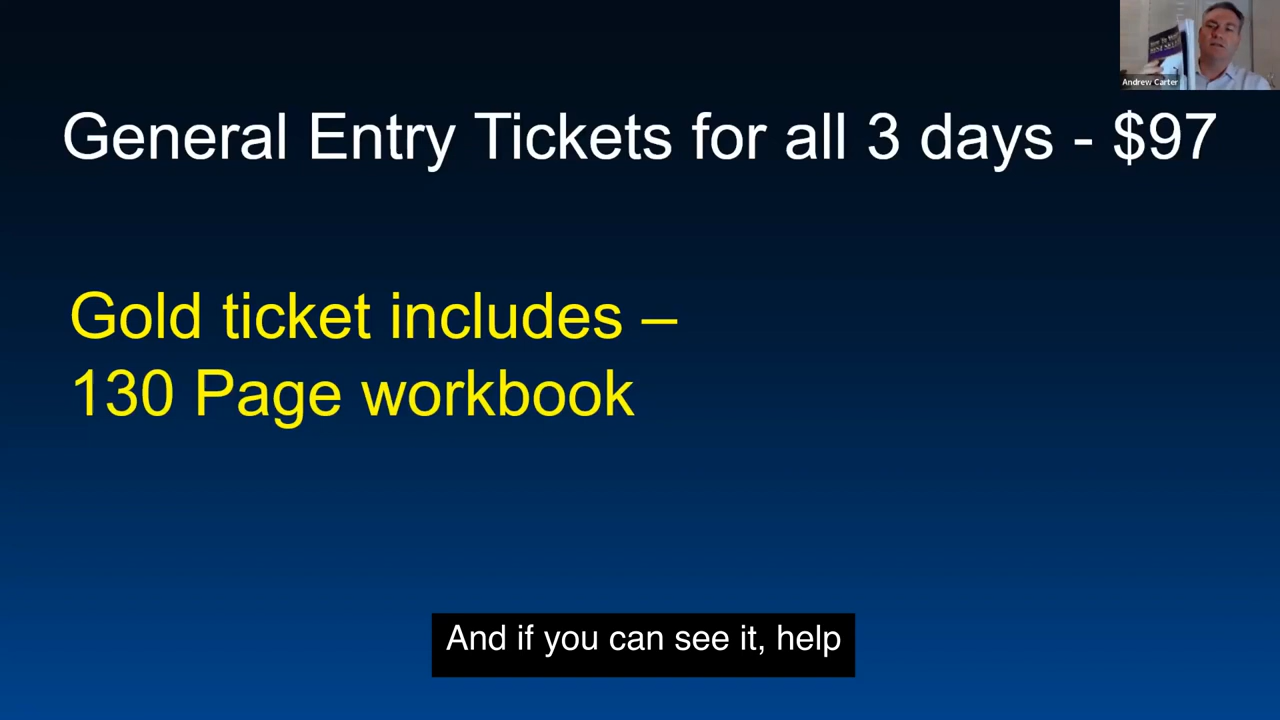 Andrew Carter
General Entry Tickets for all 3 days - $97
Gold ticket includes –
130 Page workbook
And if you can see it, help